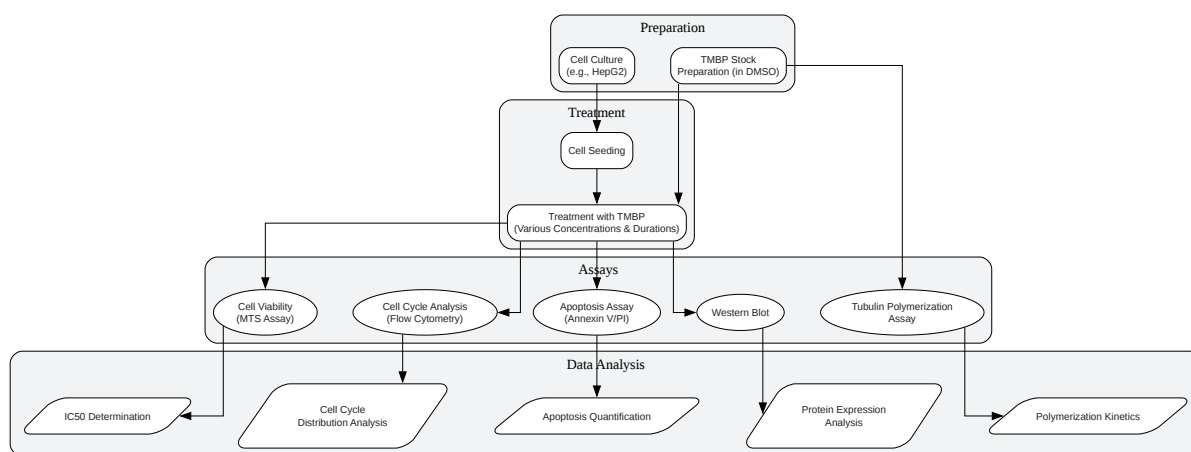 Preparation
Cell Culture
(e.g., HepG2)
TMBP Stock
Preparation (in DMSO)
Treatment
Cell Seeding
Treatment with TMBP
(Various Concentrations & Durations)
Assays
Cell Viability
(MTS Assay)
Cell Cycle Analysis
(Flow Cytometry)
Apoptosis Assay
(Annexin V/PI)
Western Blot
Tubulin Polymerization
Assay
Data Analysis
IC50 Determination
Cell Cycle
Distribution Analysis
Apoptosis Quantification
Protein Expression
Analysis
Polymerization Kinetics